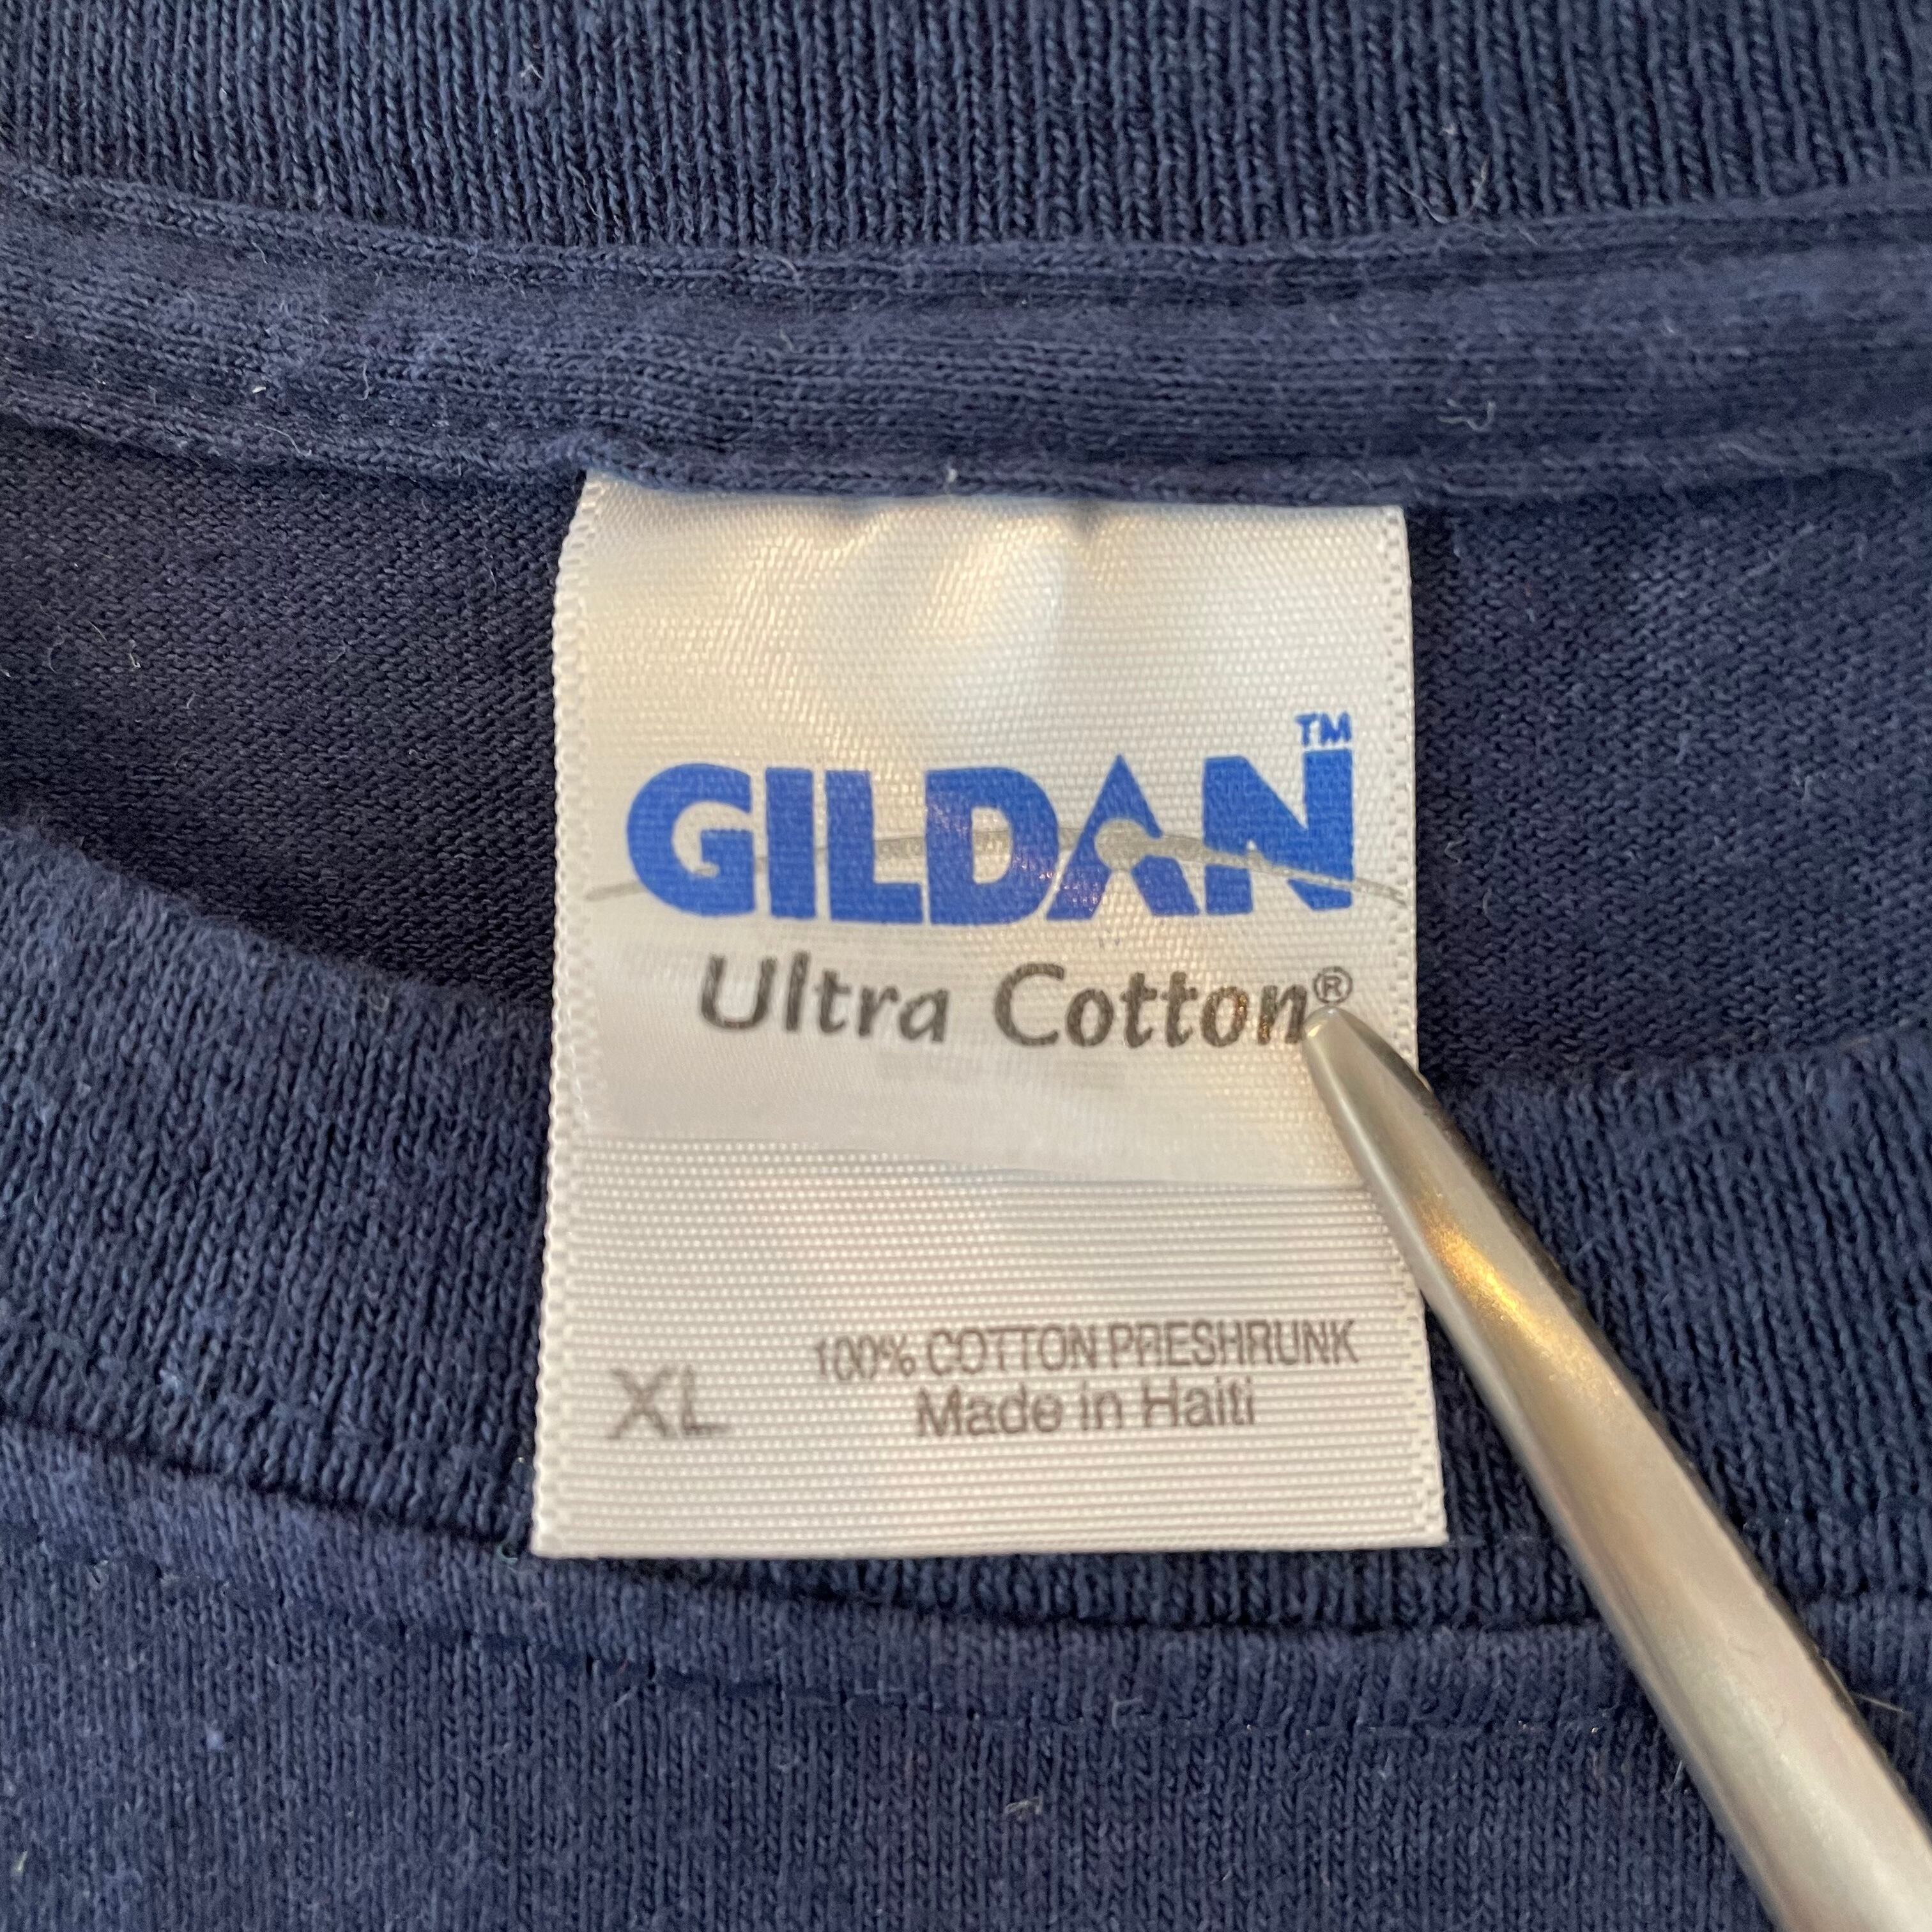 GILDAN™
Ultra Cotton®
100% COTTON PRESHRUNK
XL
Made in Haiti